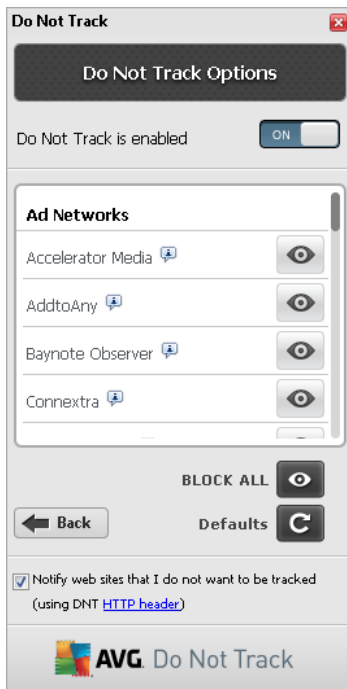 Do Not Track
Do Not Track Options
Do Not Track is enabled
ON
Ad Networks
Accelerator Media
AddtoAny
Baynote Observer
Connextra
BLOCK ALL
Back
Defaults
Notify web sites that I do not want to be tracked
(using DNT HTTP header)
AVG. Do Not Track